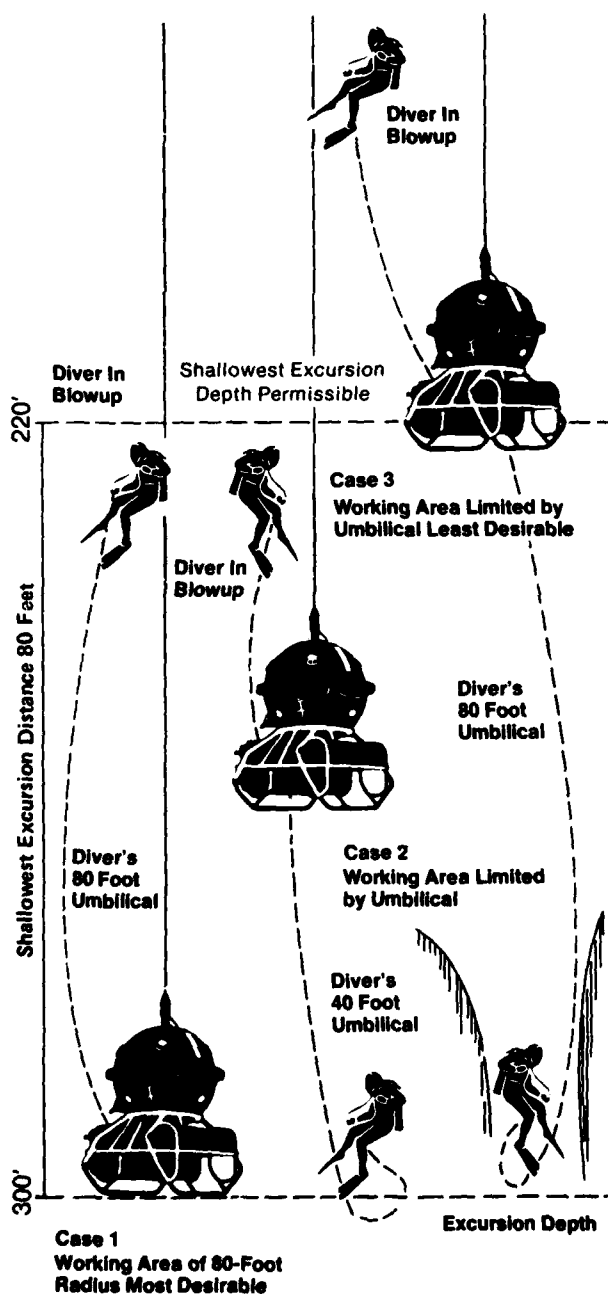 Diver In
Blowup
Diver In
Blowup
Shallowest Excursion
Depth Permissible
220'
Case 3
Working Area Limited by
Umbilical Least Desirable
Diver In
Blowup
Shallowest Excursion Distance 80 Feet
Diver's
80 Foot
Umbilical
Diver's
80 Foot
Umbilical
Case 2
Working Area Limited
by Umbilical
Diver's
40 Foot
Umbilical
300'
Excursion Depth
Case 1
Working Area of 80-Foot
Radius Most Desirable